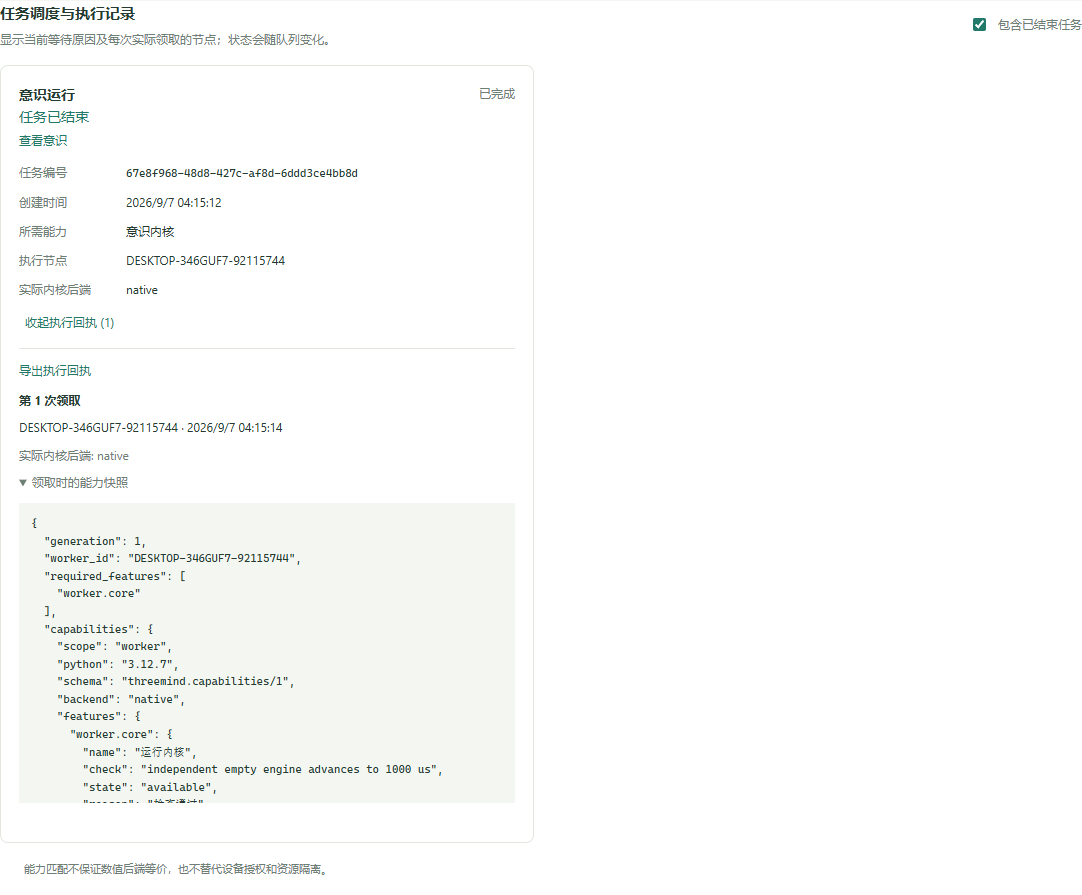 任务调度与执行记录
包含已结束任务
显示当前等待原因及每次实际领取的节点；状态会随队列变化。
意识运行
已完成
任务已结束
查看意识
任务编号 67e8f968-48d8-427c-af8d-6ddd3ce4bb8d
创建时间 2026/9/7 04:15:12
所需能力 意识内核
执行节点 DESKTOP-346GUF7-92115744
实际内核后端 native
收起执行回执 (1)
导出执行回执
第 1 次领取
DESKTOP-346GUF7-92115744 · 2026/9/7 04:15:14
实际内核后端: native
▼ 领取时的能力快照
{
"generation": 1,
"worker_id": "DESKTOP-346GUF7-92115744",
"required_features": [
"worker.core"
],
"capabilities": {
"scope": "worker",
"python": "3.12.7",
"schema": "threemind.capabilities/1",
"backend": "native",
"features": {
"worker.core": {
"name": "运行内核",
"check": "independent empty engine advances to 1000 us",
"state": "available",
能力匹配不保证数值后端等价，也不替代设备授权和资源隔离。